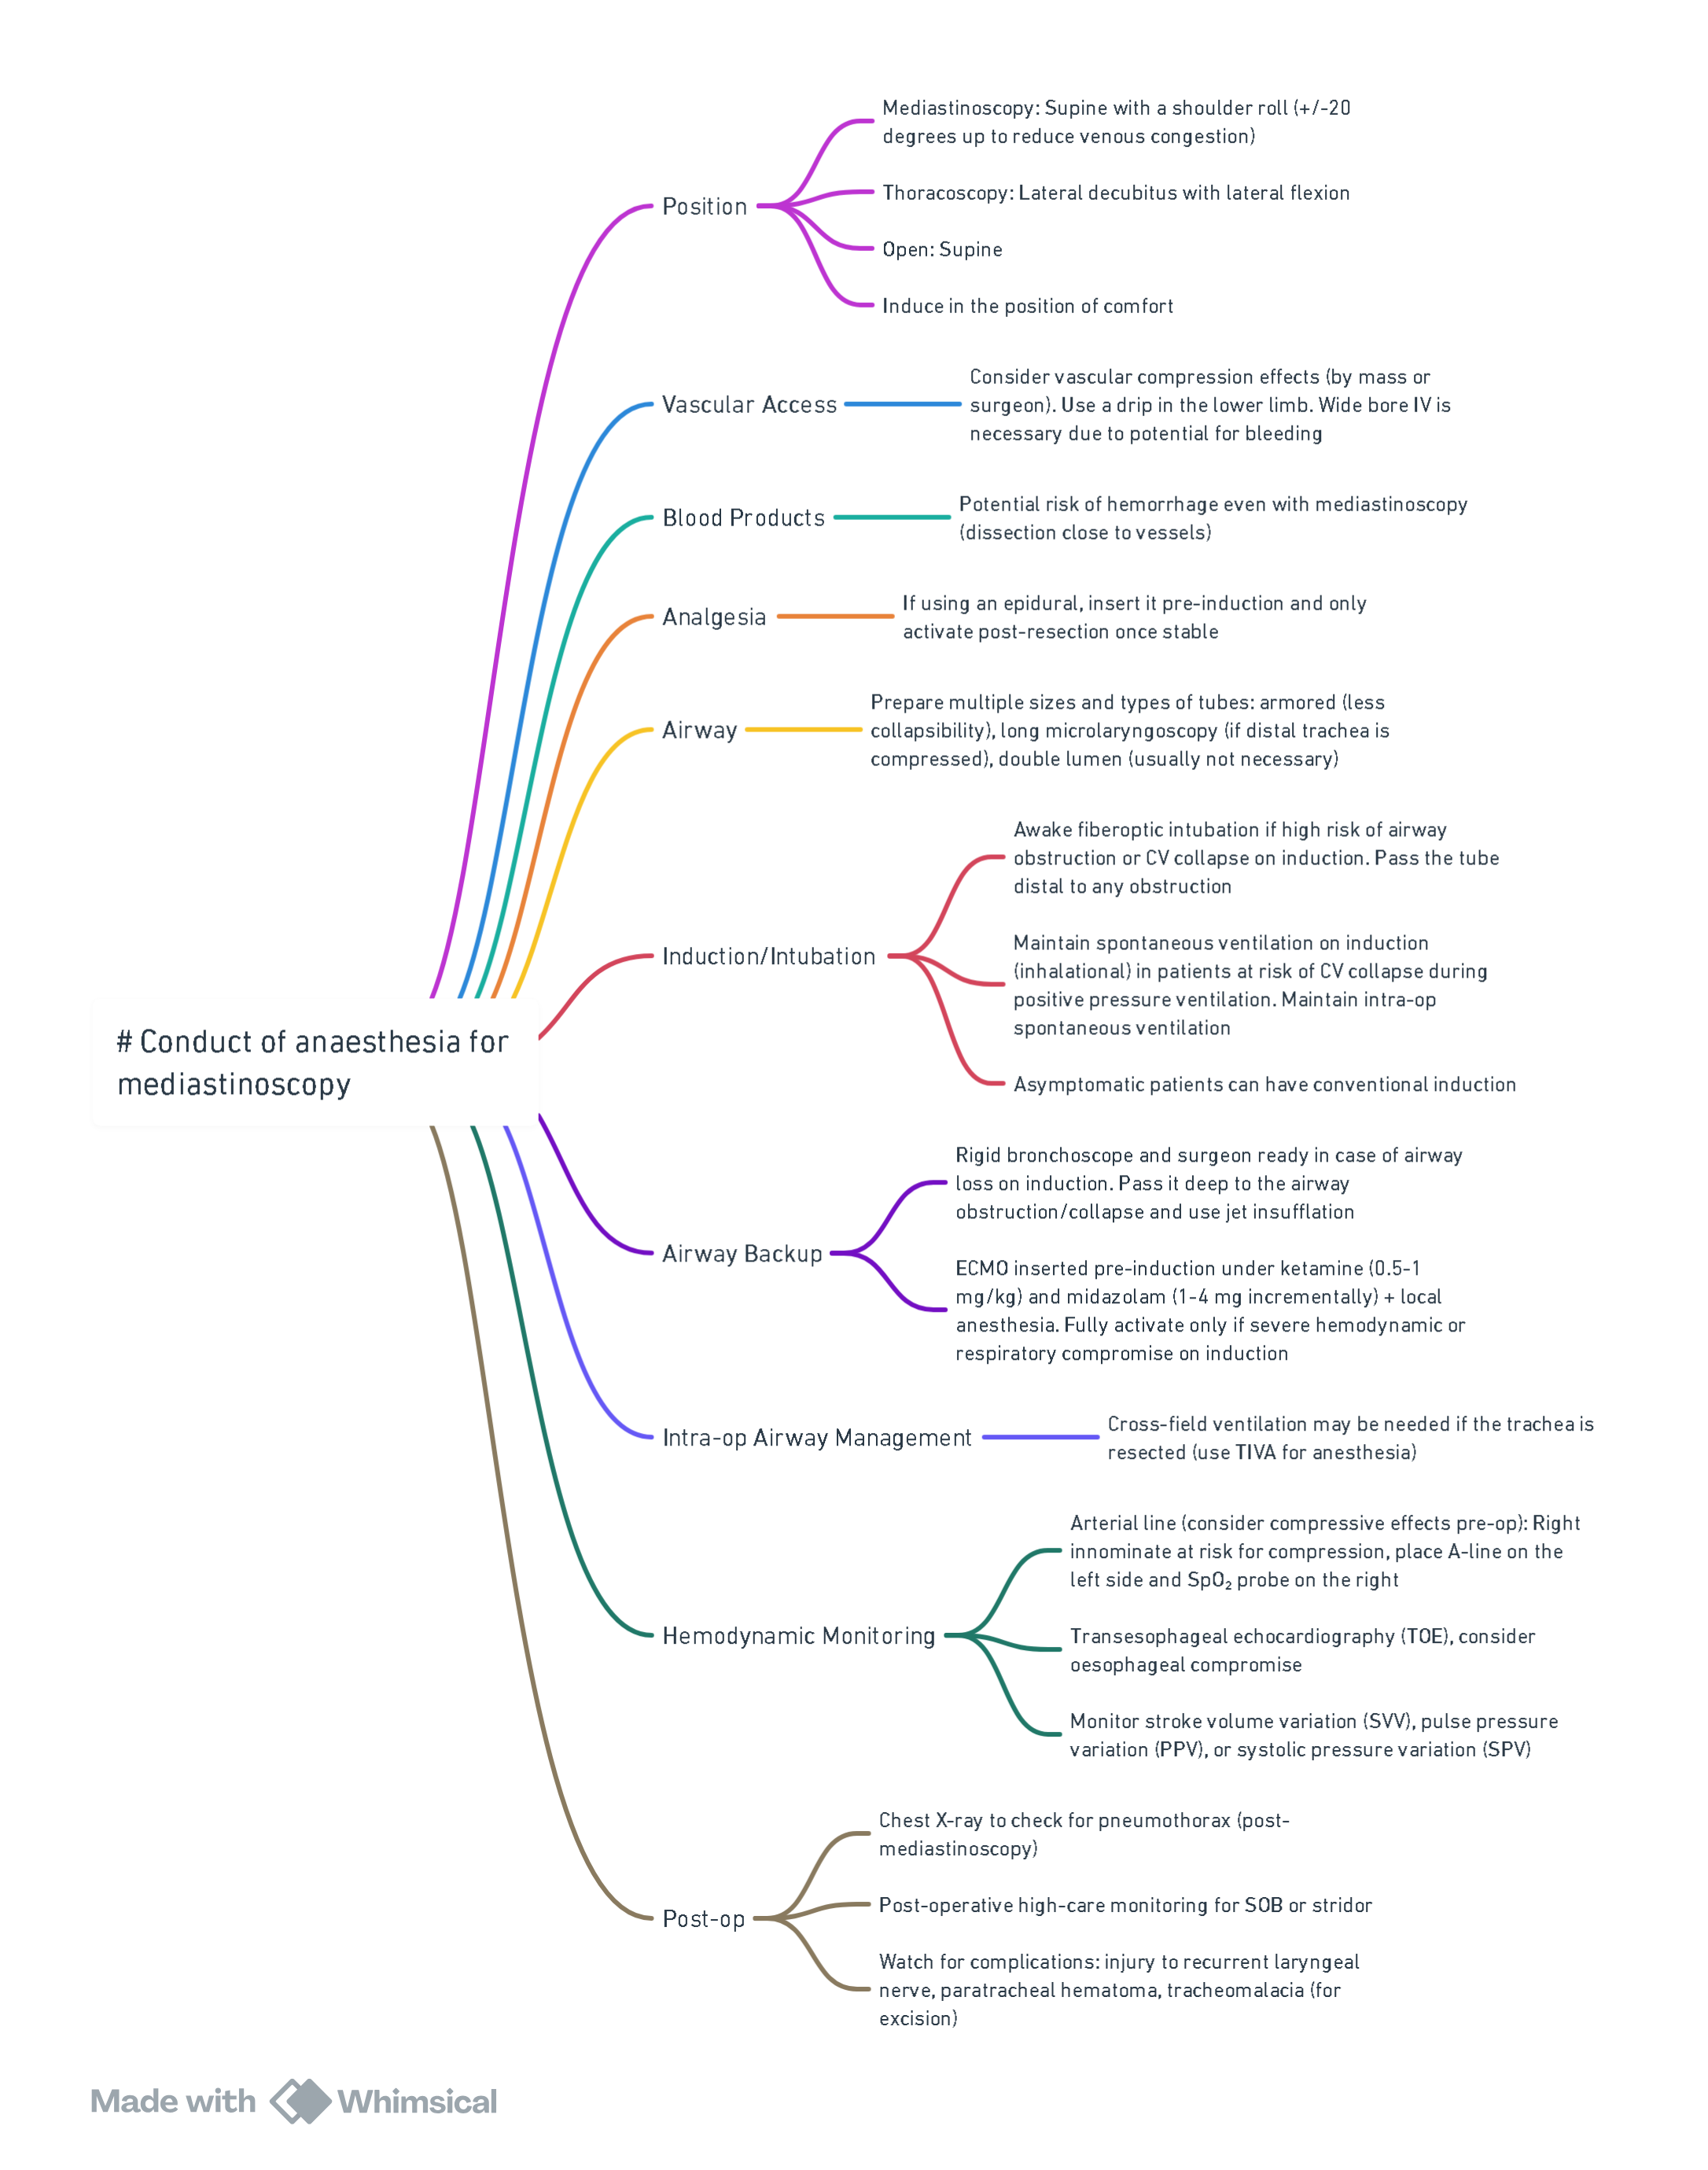 Mediastinoscopy: Supine with a shoulder roll (+/-20
degrees up to reduce venous congestion)
Position
Thoracoscopy: Lateral decubitus with lateral flexion
Open: Supine
Induce in the position of comfort
Vascular Access
Consider vascular compression effects (by mass or
surgeon). Use a drip in the lower limb. Wide bore IV is
necessary due to potential for bleeding
Blood Products
Potential risk of hemorrhage even with mediastinoscopy
(dissection close to vessels)
Analgesia
If using an epidural, insert it pre-induction and only
activate post-resection once stable
Airway
Prepare multiple sizes and types of tubes: armored (less
collapsibility), long microlaryngoscopy (if distal trachea is
compressed), double lumen (usually not necessary)
Induction/Intubation
Awake fiberoptic intubation if high risk of airway
obstruction or CV collapse on induction. Pass the tube
distal to any obstruction
Maintain spontaneous ventilation on induction
(inhalational) in patients at risk of CV collapse during
positive pressure ventilation. Maintain intra-op
spontaneous ventilation
Asymptomatic patients can have conventional induction
# Conduct of anaesthesia for
mediastinoscopy
Airway Backup
Rigid bronchoscope and surgeon ready in case of airway
loss on induction. Pass it deep to the airway
obstruction/collapse and use jet insufflation
ECMO inserted pre-induction under ketamine (0.5-1
mg/kg) and midazolam (1-4 mg incrementally) + local
anesthesia. Fully activate only if severe hemodynamic or
respiratory compromise on induction
Intra-op Airway Management
Cross-field ventilation may be needed if the trachea is
resected (use TIVA for anesthesia)
Hemodynamic Monitoring
Arterial line (consider compressive effects pre-op): Right
innominate at risk for compression, place A-line on the
left side and SpO₂ probe on the right
Transesophageal echocardiography (TOE), consider
oesophageal compromise
Monitor stroke volume variation (SVV), pulse pressure
variation (PPV), or systolic pressure variation (SPV)
Post-op
Chest X-ray to check for pneumothorax (post-
mediastinoscopy)
Post-operative high-care monitoring for SOB or stridor
Watch for complications: injury to recurrent laryngeal
nerve, paratracheal hematoma, tracheomalacia (for
excision)
Made with Whimsical